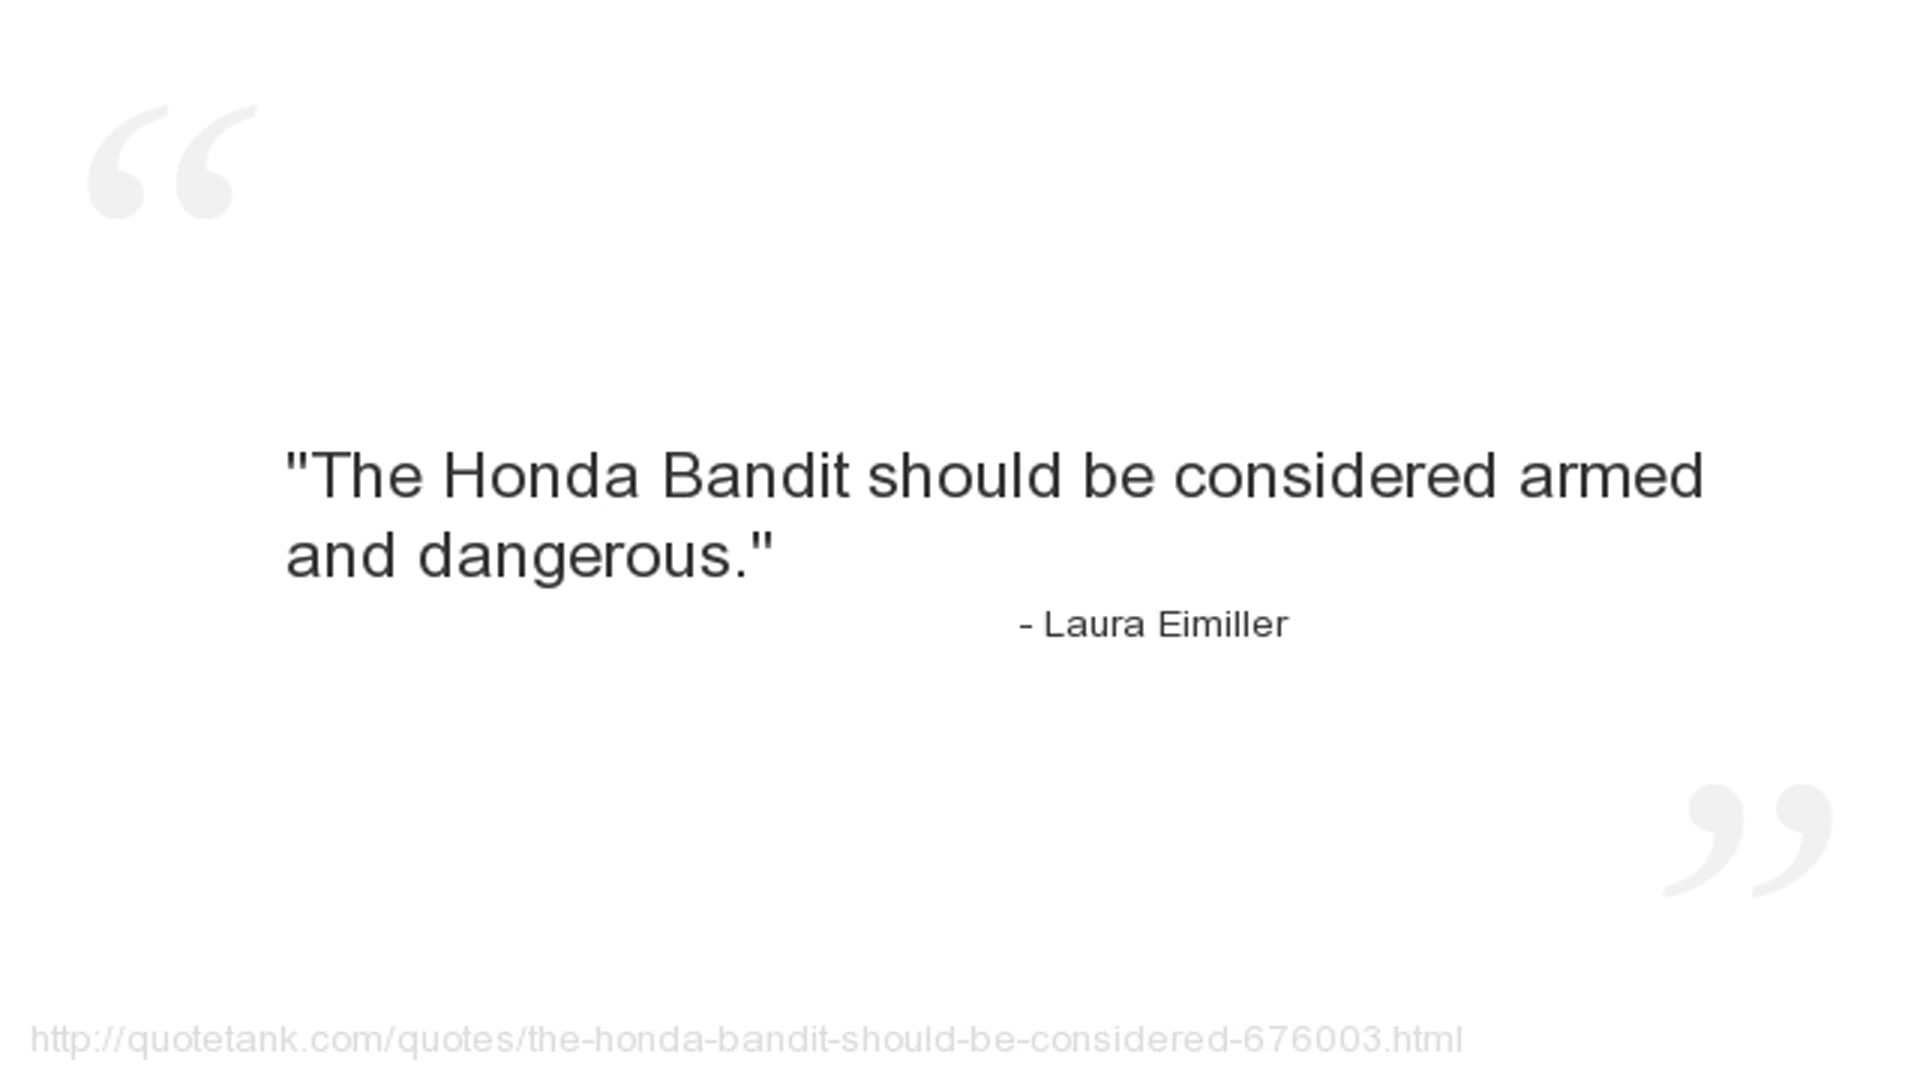 "The Honda Bandit should be considered armed
and dangerous."
- Laura Eimiller
http://quotetank.com/quotes/the-honda-bandit-should-be-considered-676003.html